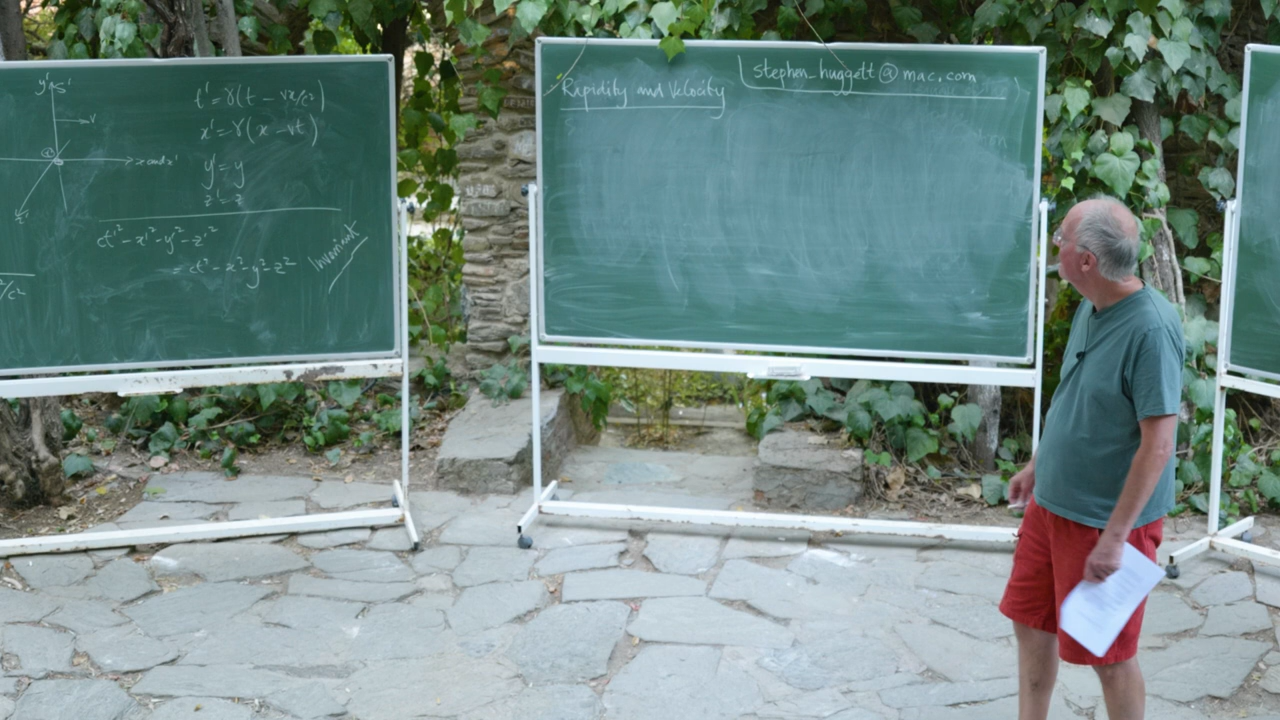 y' S'
v
x and x'
z'
t' = γ(t - vx/c²)
x' = γ(x - vt)
y' = y
z' = z
ct'² - x'² - y'² - z'²
= ct² - x² - y² - z²
Invariant
/c²
Rapidity and Velocity
stephen_huggett@mac.com